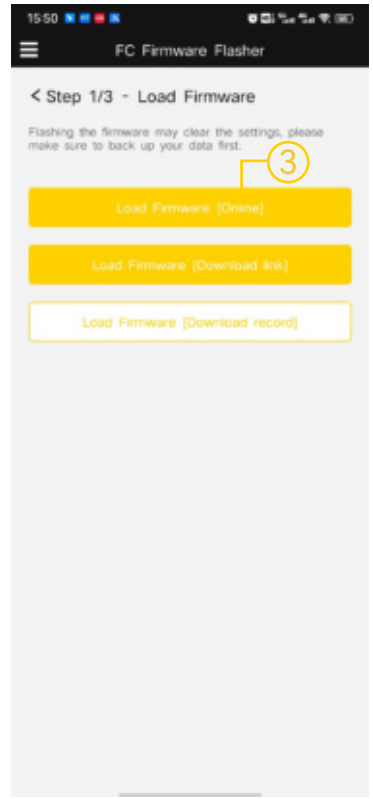 15:50
FC Firmware Flasher
< Step 1/3 - Load Firmware
Flashing the firmware may clear the settings, please
make sure to back up your data first.
3
Load Firmware [Online]
Load Firmware [Download link]
Load Firmware [Download record]